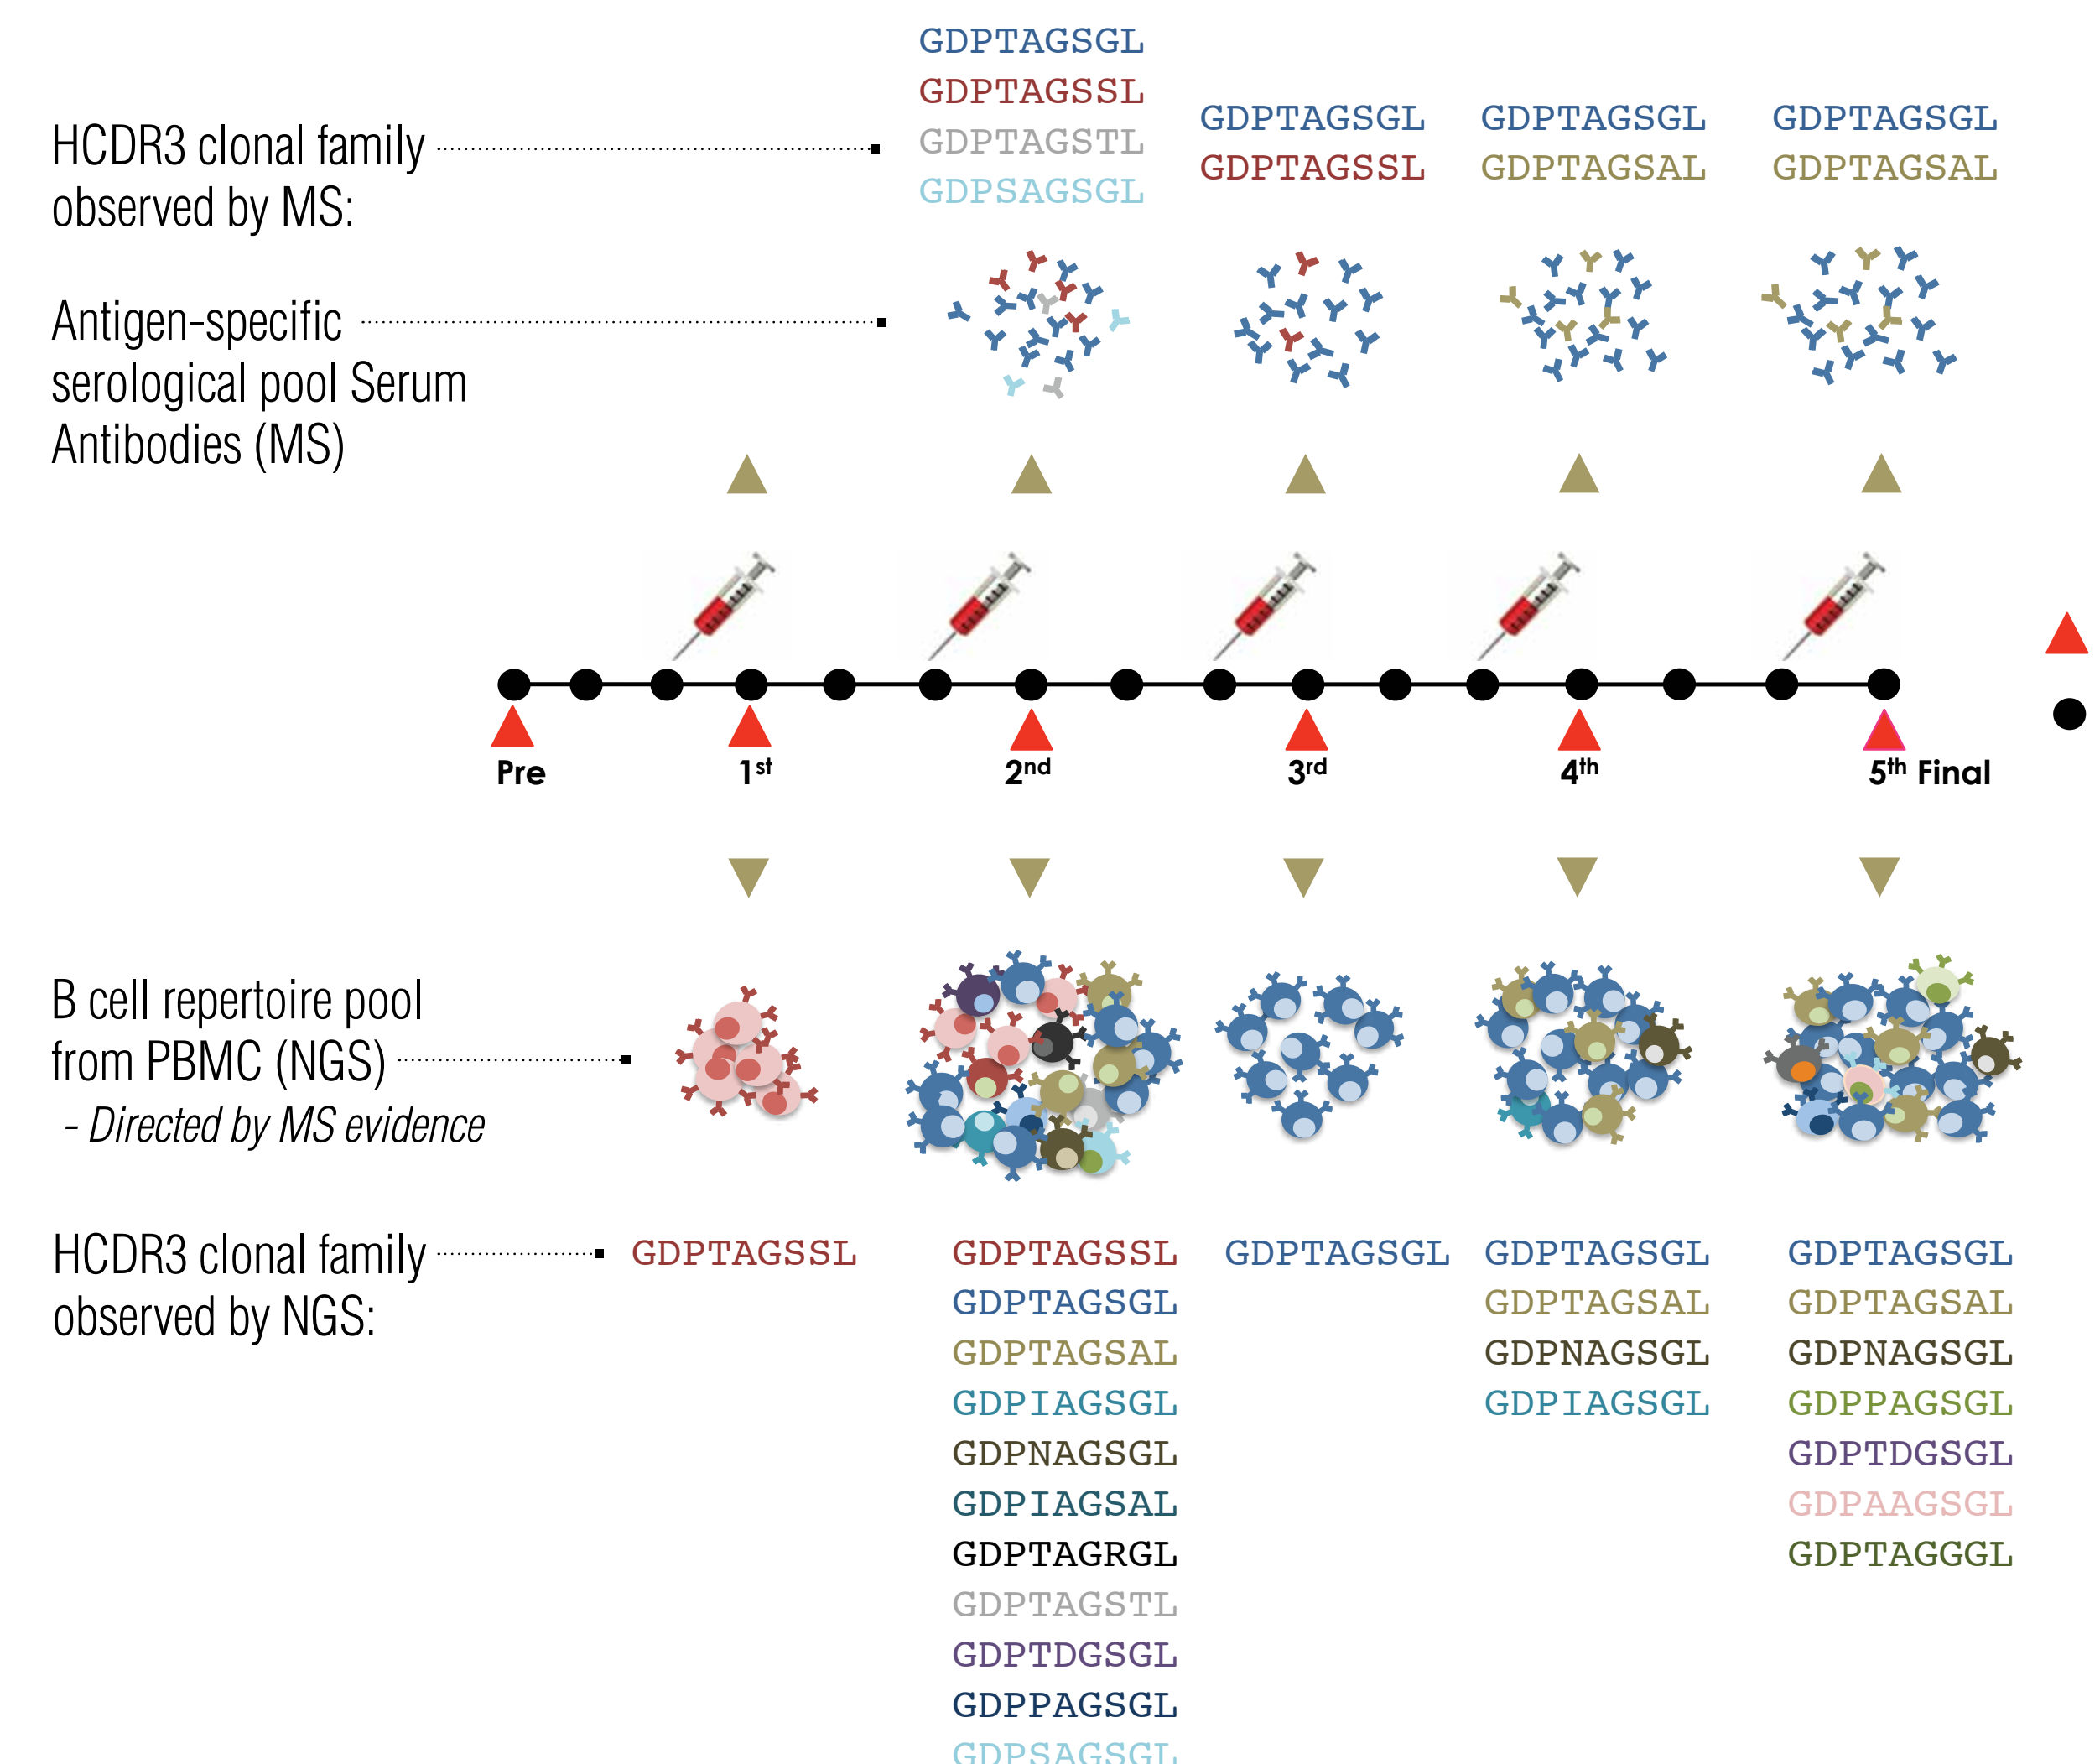 GDPTAGSGL
GDPTAGSSL
GDPTAGSTL
GDPSAGSGL
GDPTAGSGL
GDPTAGSSL
GDPTAGSGL
GDPTAGSAL
GDPTAGSGL
GDPTAGSAL
HCDR3 clonal family
observed by MS:
Antigen-specific
serological pool Serum
Antibodies (MS)
Pre
1st
2nd
3rd
4th
5th Final
B cell repertoire pool
from PBMC (NGS)
- Directed by MS evidence
HCDR3 clonal family
observed by NGS:
GDPTAGSSL
GDPTAGSSL
GDPTAGSGL
GDPTAGSAL
GDPIAGSGL
GDPNAGSGL
GDPIAGSAL
GDPTAGRGL
GDPTAGSTL
GDPTDGSGL
GDPPAGSGL
GDPSAGSGL
GDPTAGSGL
GDPTAGSGL
GDPTAGSAL
GDPNAGSGL
GDPIAGSGL
GDPTAGSGL
GDPTAGSAL
GDPNAGSGL
GDPPAGSGL
GDPTDGSGL
GDPAAGSGL
GDPTAGGGL